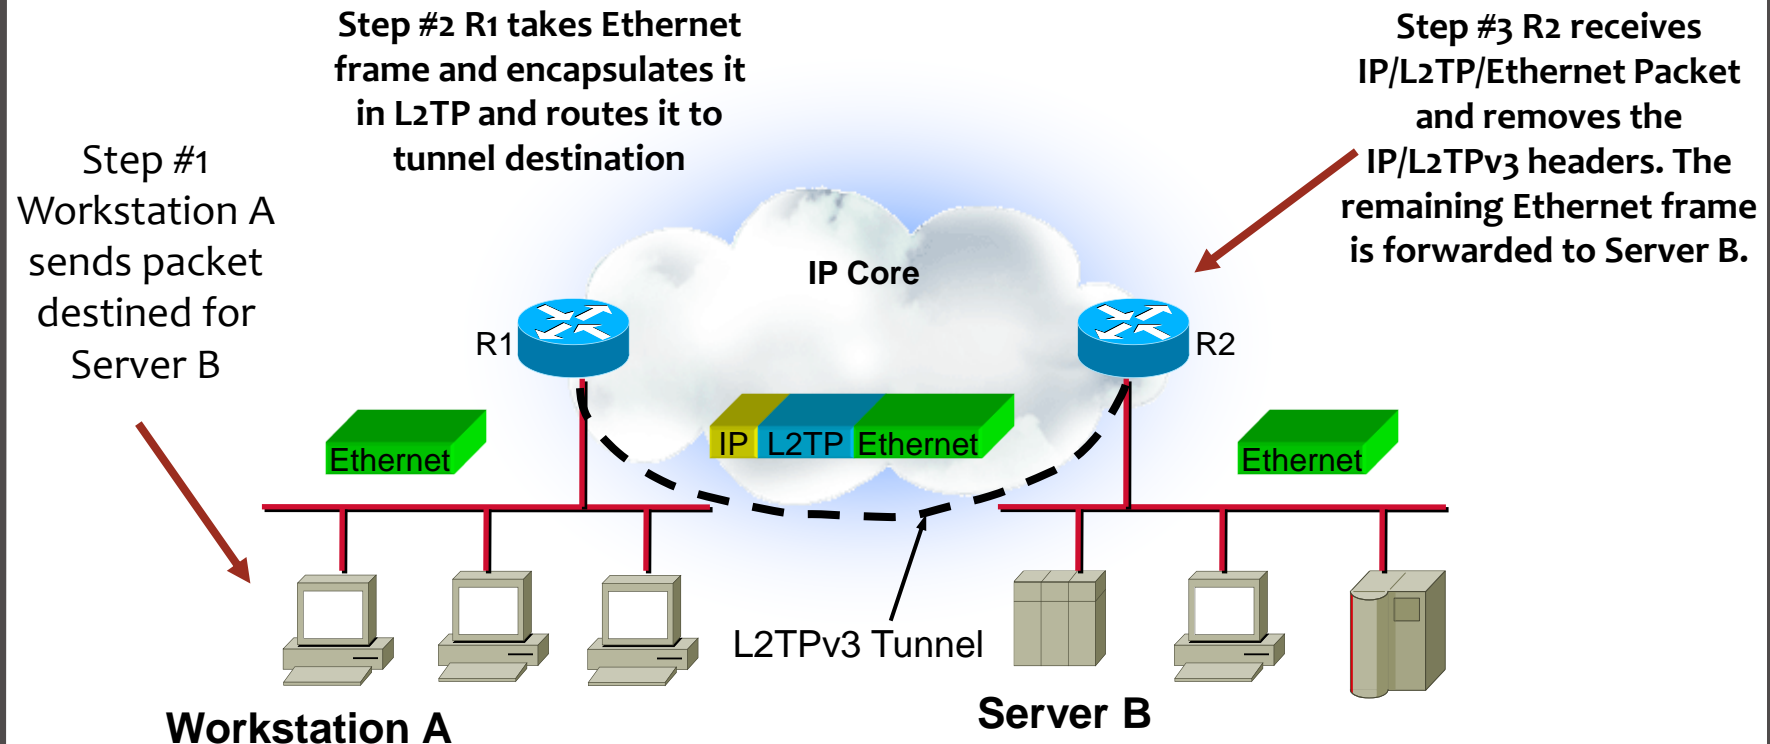 Step #2 R1 takes Ethernet
frame and encapsulates it
in L2TP and routes it to
tunnel destination
Step #3 R2 receives
IP/L2TP/Ethernet Packet
and removes the
IP/L2TPv3 headers. The
remaining Ethernet frame
is forwarded to Server B.
Step #1
Workstation A
sends packet
destined for
Server B
IP Core
R1
R2
Ethernet
IP L2TP Ethernet
Ethernet
L2TPv3 Tunnel
Workstation A
Server B